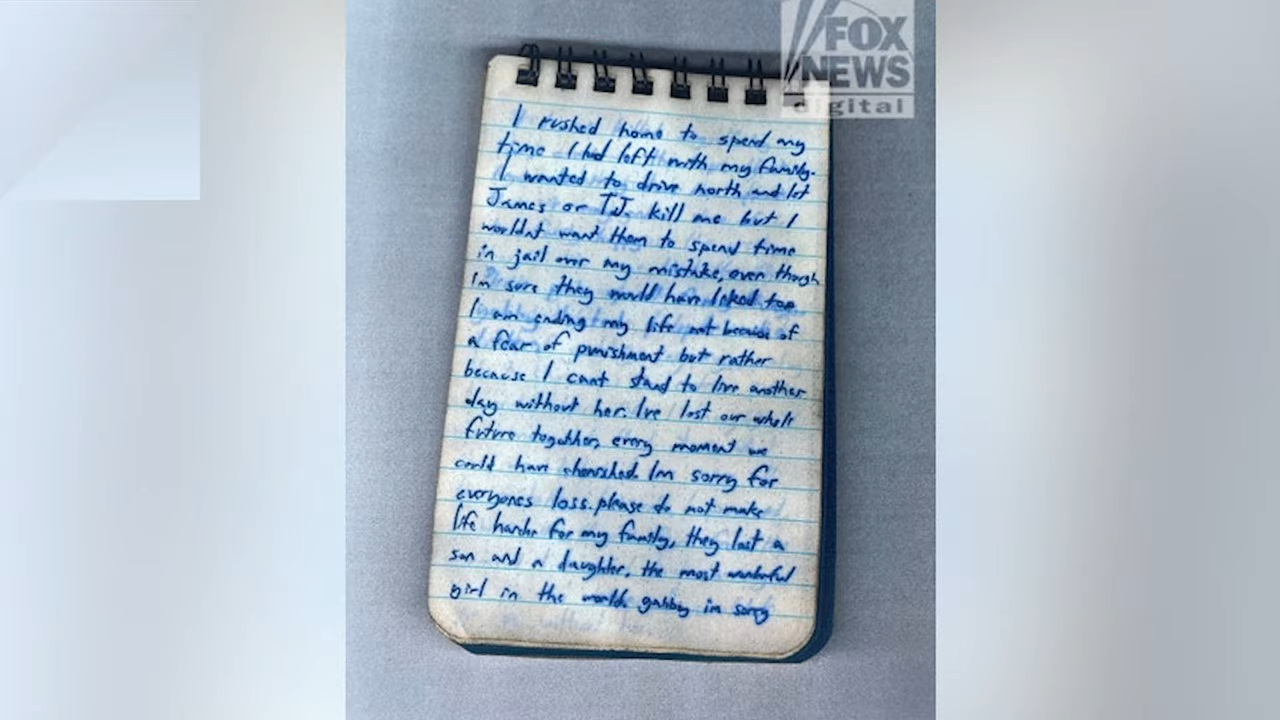 FOX
NEWS
digital
I rushed home to spend my
time I had left with my family.
I wanted to drive north and let
James or TJ kill me but I
wouldnt want them to spend time
in jail over my mistake, even though
Im sure they would have liked too
I am ending my life not because of
a fear of punishment but rather
because I cant stand to live another
day without her. Ive lost our whole
future together, every moment we
could have cherished. Im sorry for
everyones loss. please do not make
life harder for my family, they lost a
son and a daughter. the most wonderful
girl in the world. gabby im sorry